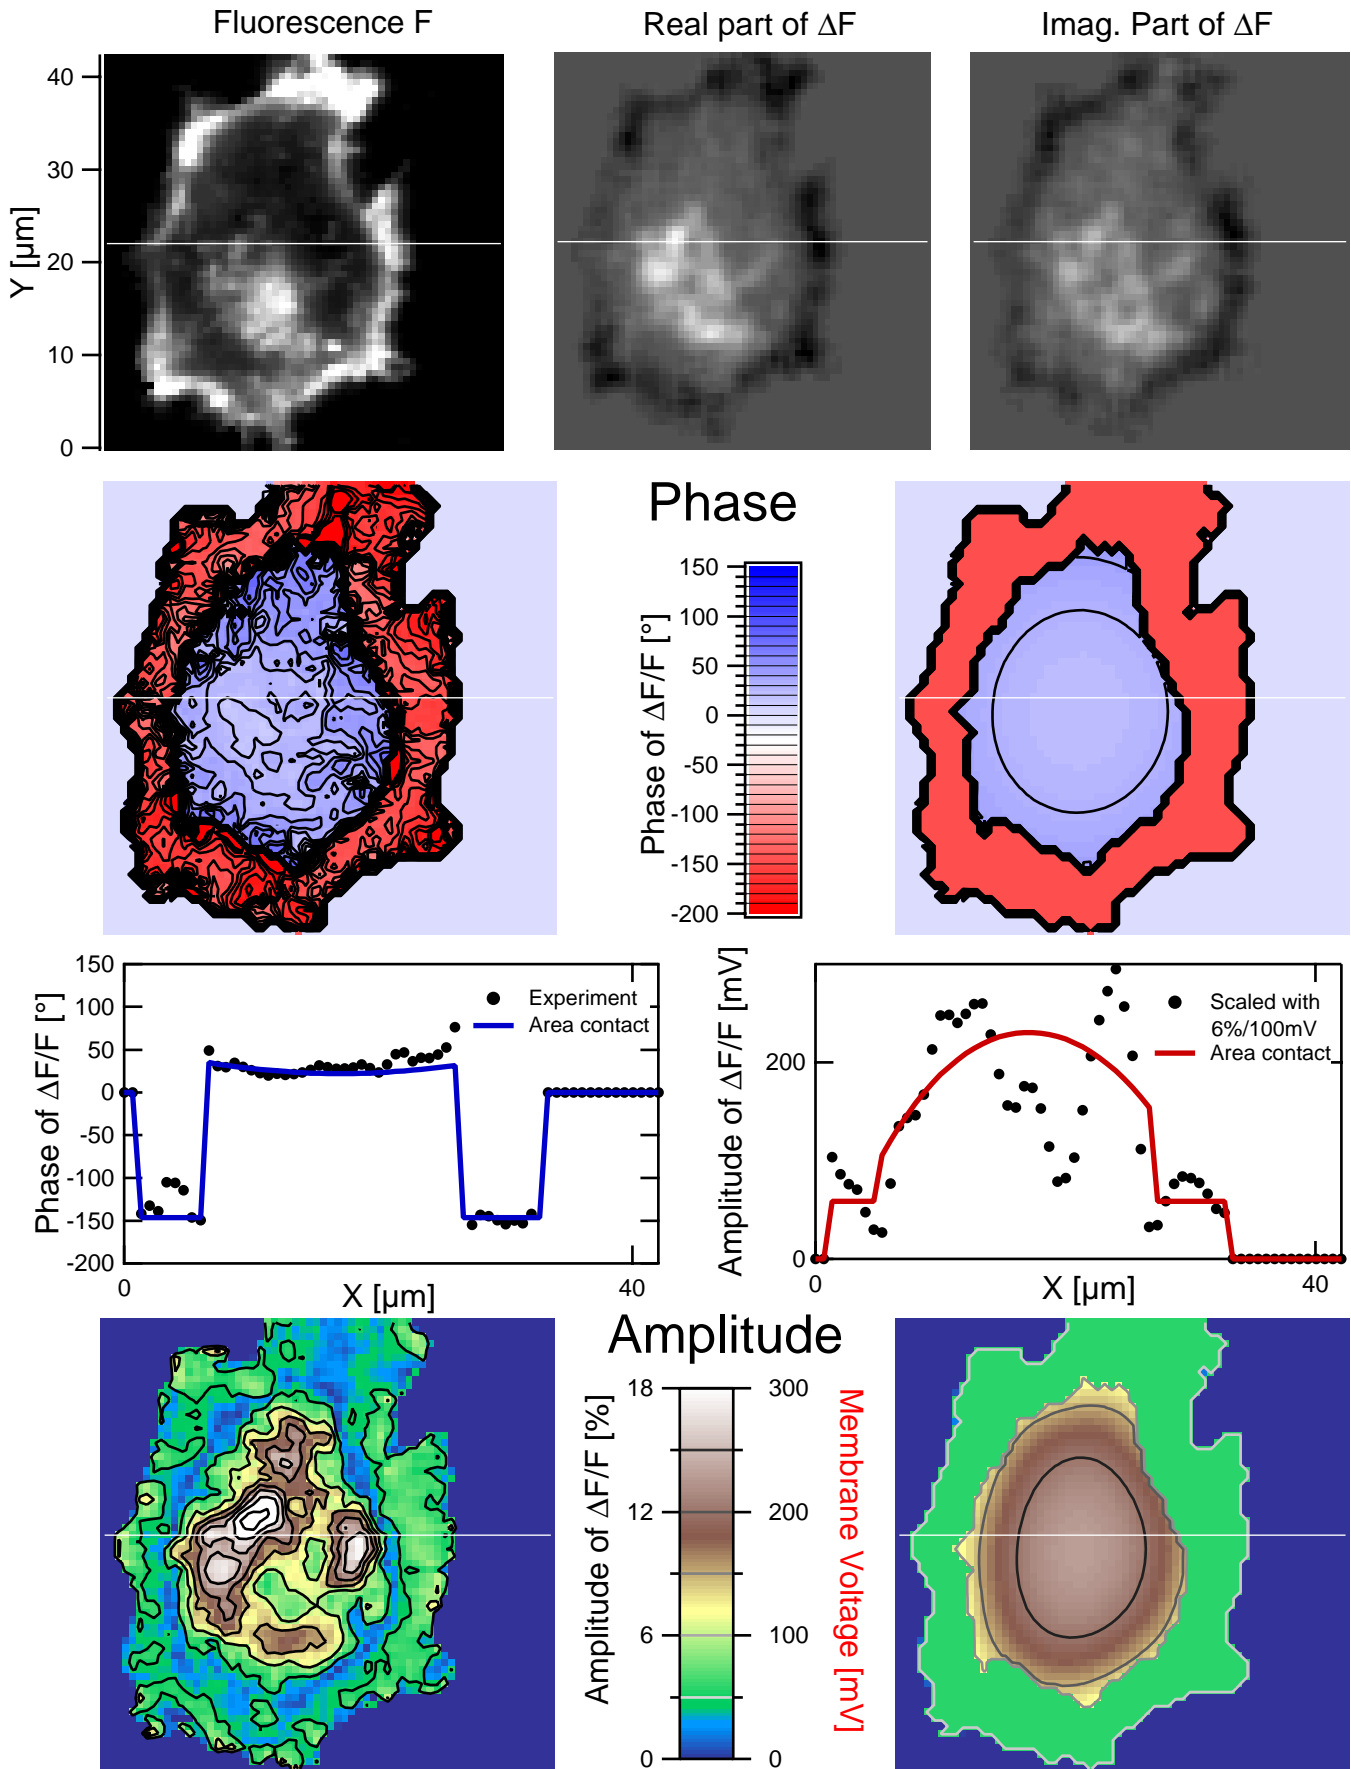 Fluorescence F
Real part of ΔF
Imag. Part of ΔF
Y [µm]
40
30
20
10
0
Phase
Phase of ΔF/F [°]
150
100
50
0
-50
-100
-150
-200
Phase of ΔF/F [°]
150
100
50
0
-50
-100
-150
-200
Experiment
Area contact
0
40
X [µm]
Amplitude of ΔF/F [mV]
200
0
Scaled with
6%/100mV
Area contact
0
40
X [µm]
Amplitude
Amplitude of ΔF/F [%]
18
12
6
0
300
200
100
0
Membrane Voltage [mV]